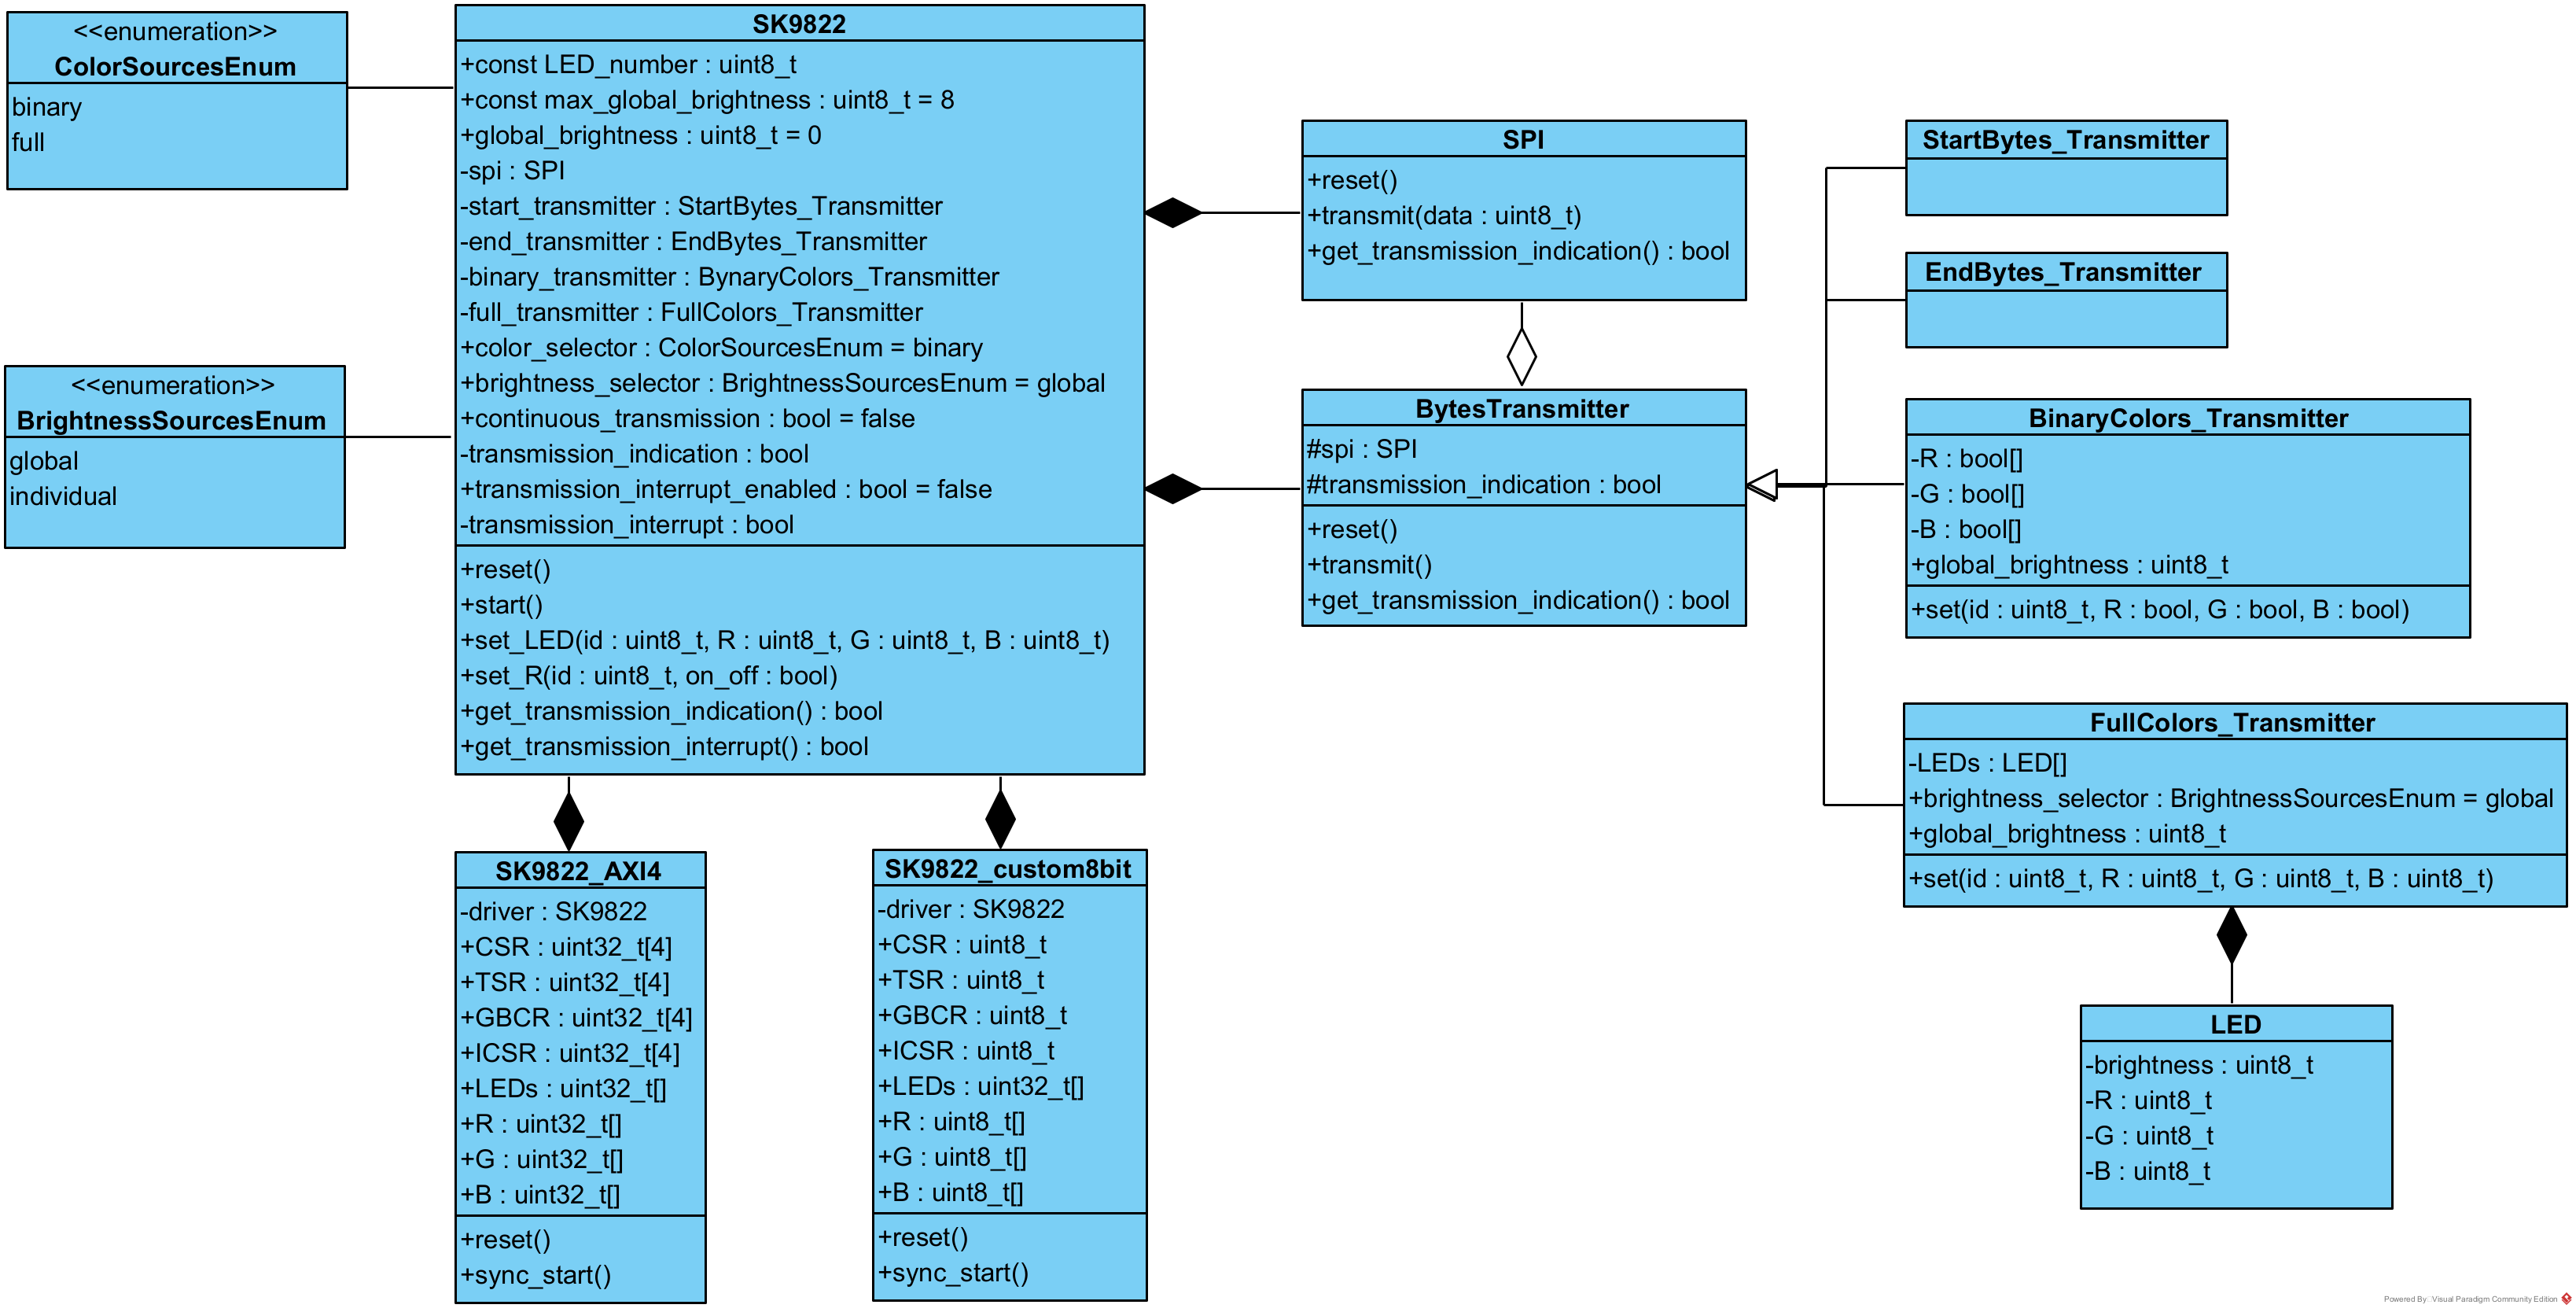 <<enumeration>>
ColorSourcesEnum
binary
full
<<enumeration>>
BrightnessSourcesEnum
global
individual
SK9822
+const LED_number : uint8_t
+const max_global_brightness : uint8_t = 8
+global_brightness : uint8_t = 0
-spi : SPI
-start_transmitter : StartBytes_Transmitter
-end_transmitter : EndBytes_Transmitter
-binary_transmitter : BynaryColors_Transmitter
-full_transmitter : FullColors_Transmitter
+color_selector : ColorSourcesEnum = binary
+brightness_selector : BrightnessSourcesEnum = global
+continuous_transmission : bool = false
-transmission_indication : bool
+transmission_interrupt_enabled : bool = false
-transmission_interrupt : bool
+reset()
+start()
+set_LED(id : uint8_t, R : uint8_t, G : uint8_t, B : uint8_t)
+set_R(id : uint8_t, on_off : bool)
+get_transmission_indication() : bool
+get_transmission_interrupt() : bool
SK9822_AXI4
-driver : SK9822
+CSR : uint32_t[4]
+TSR : uint32_t[4]
+GBCR : uint32_t[4]
+ICSR : uint32_t[4]
+LEDs : uint32_t[]
+R : uint32_t[]
+G : uint32_t[]
+B : uint32_t[]
+reset()
+sync_start()
SK9822_custom8bit
-driver : SK9822
+CSR : uint8_t
+TSR : uint8_t
+GBCR : uint8_t
+ICSR : uint8_t
+LEDs : uint32_t[]
+R : uint8_t[]
+G : uint8_t[]
+B : uint8_t[]
+reset()
+sync_start()
SPI
+reset()
+transmit(data : uint8_t)
+get_transmission_indication() : bool
BytesTransmitter
#spi : SPI
#transmission_indication : bool
+reset()
+transmit()
+get_transmission_indication() : bool
StartBytes_Transmitter
EndBytes_Transmitter
BinaryColors_Transmitter
-R : bool[]
-G : bool[]
-B : bool[]
+global_brightness : uint8_t
+set(id : uint8_t, R : bool, G : bool, B : bool)
FullColors_Transmitter
-LEDs : LED[]
+brightness_selector : BrightnessSourcesEnum = global
+global_brightness : uint8_t
+set(id : uint8_t, R : uint8_t, G : uint8_t, B : uint8_t)
LED
-brightness : uint8_t
-R : uint8_t
-G : uint8_t
-B : uint8_t
Powered By Visual Paradigm Community Edition